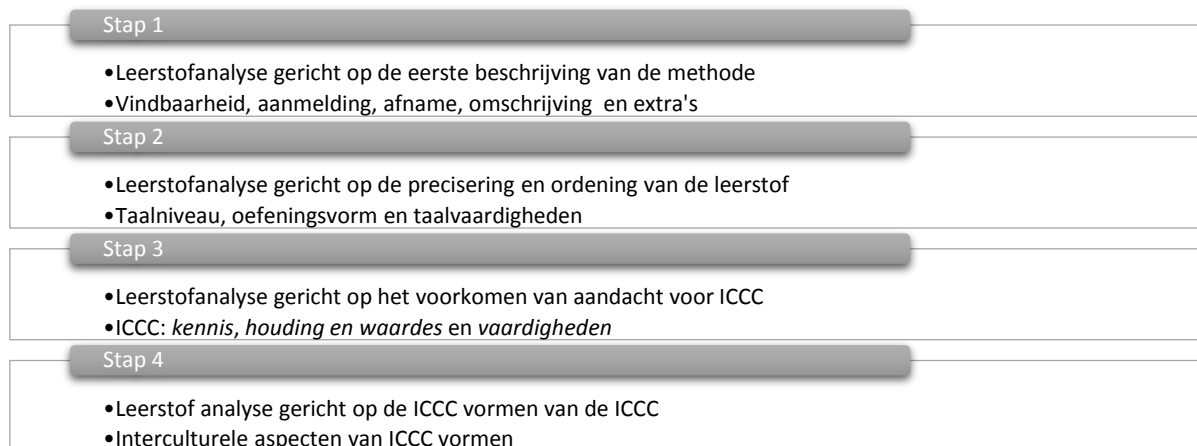 Stap 1
•Leerstofanalyse gericht op de eerste beschrijving van de methode
•Vindbaarheid, aanmelding, afname, omschrijving en extra's
Stap 2
•Leerstofanalyse gericht op de precisering en ordening van de leerstof
•Taalniveau, oefeningsvorm en taalvaardigheden
Stap 3
•Leerstofanalyse gericht op het voorkomen van aandacht voor ICCC
•ICCC: kennis, houding en waardes en vaardigheden
Stap 4
•Leerstof analyse gericht op de ICCC vormen van de ICCC
•Interculturele aspecten van ICCC vormen